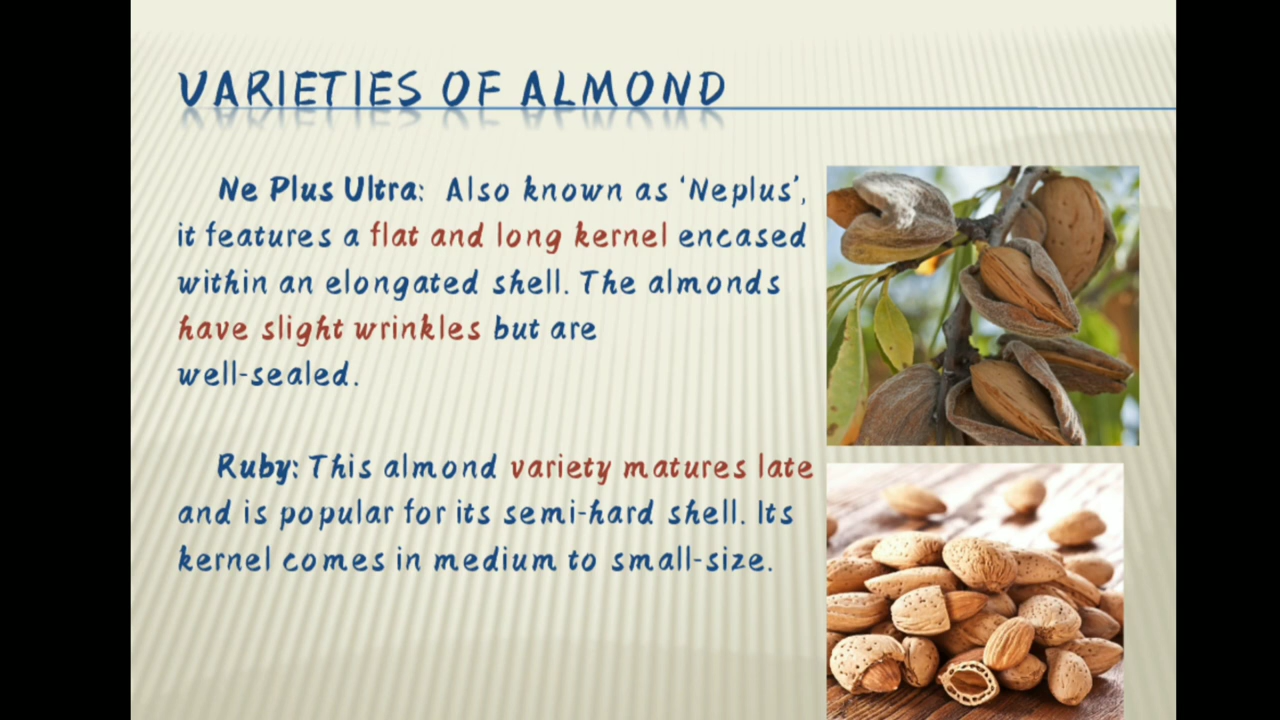 VARIETIES OF ALMOND
Ne Plus Ultra: Also known as ‘Neplus’,
it features a flat and long kernel encased
within an elongated shell. The almonds
have slight wrinkles but are
well-sealed.
Ruby: This almond variety matures late
and is popular for its semi-hard shell. Its
kernel comes in medium to small-size.